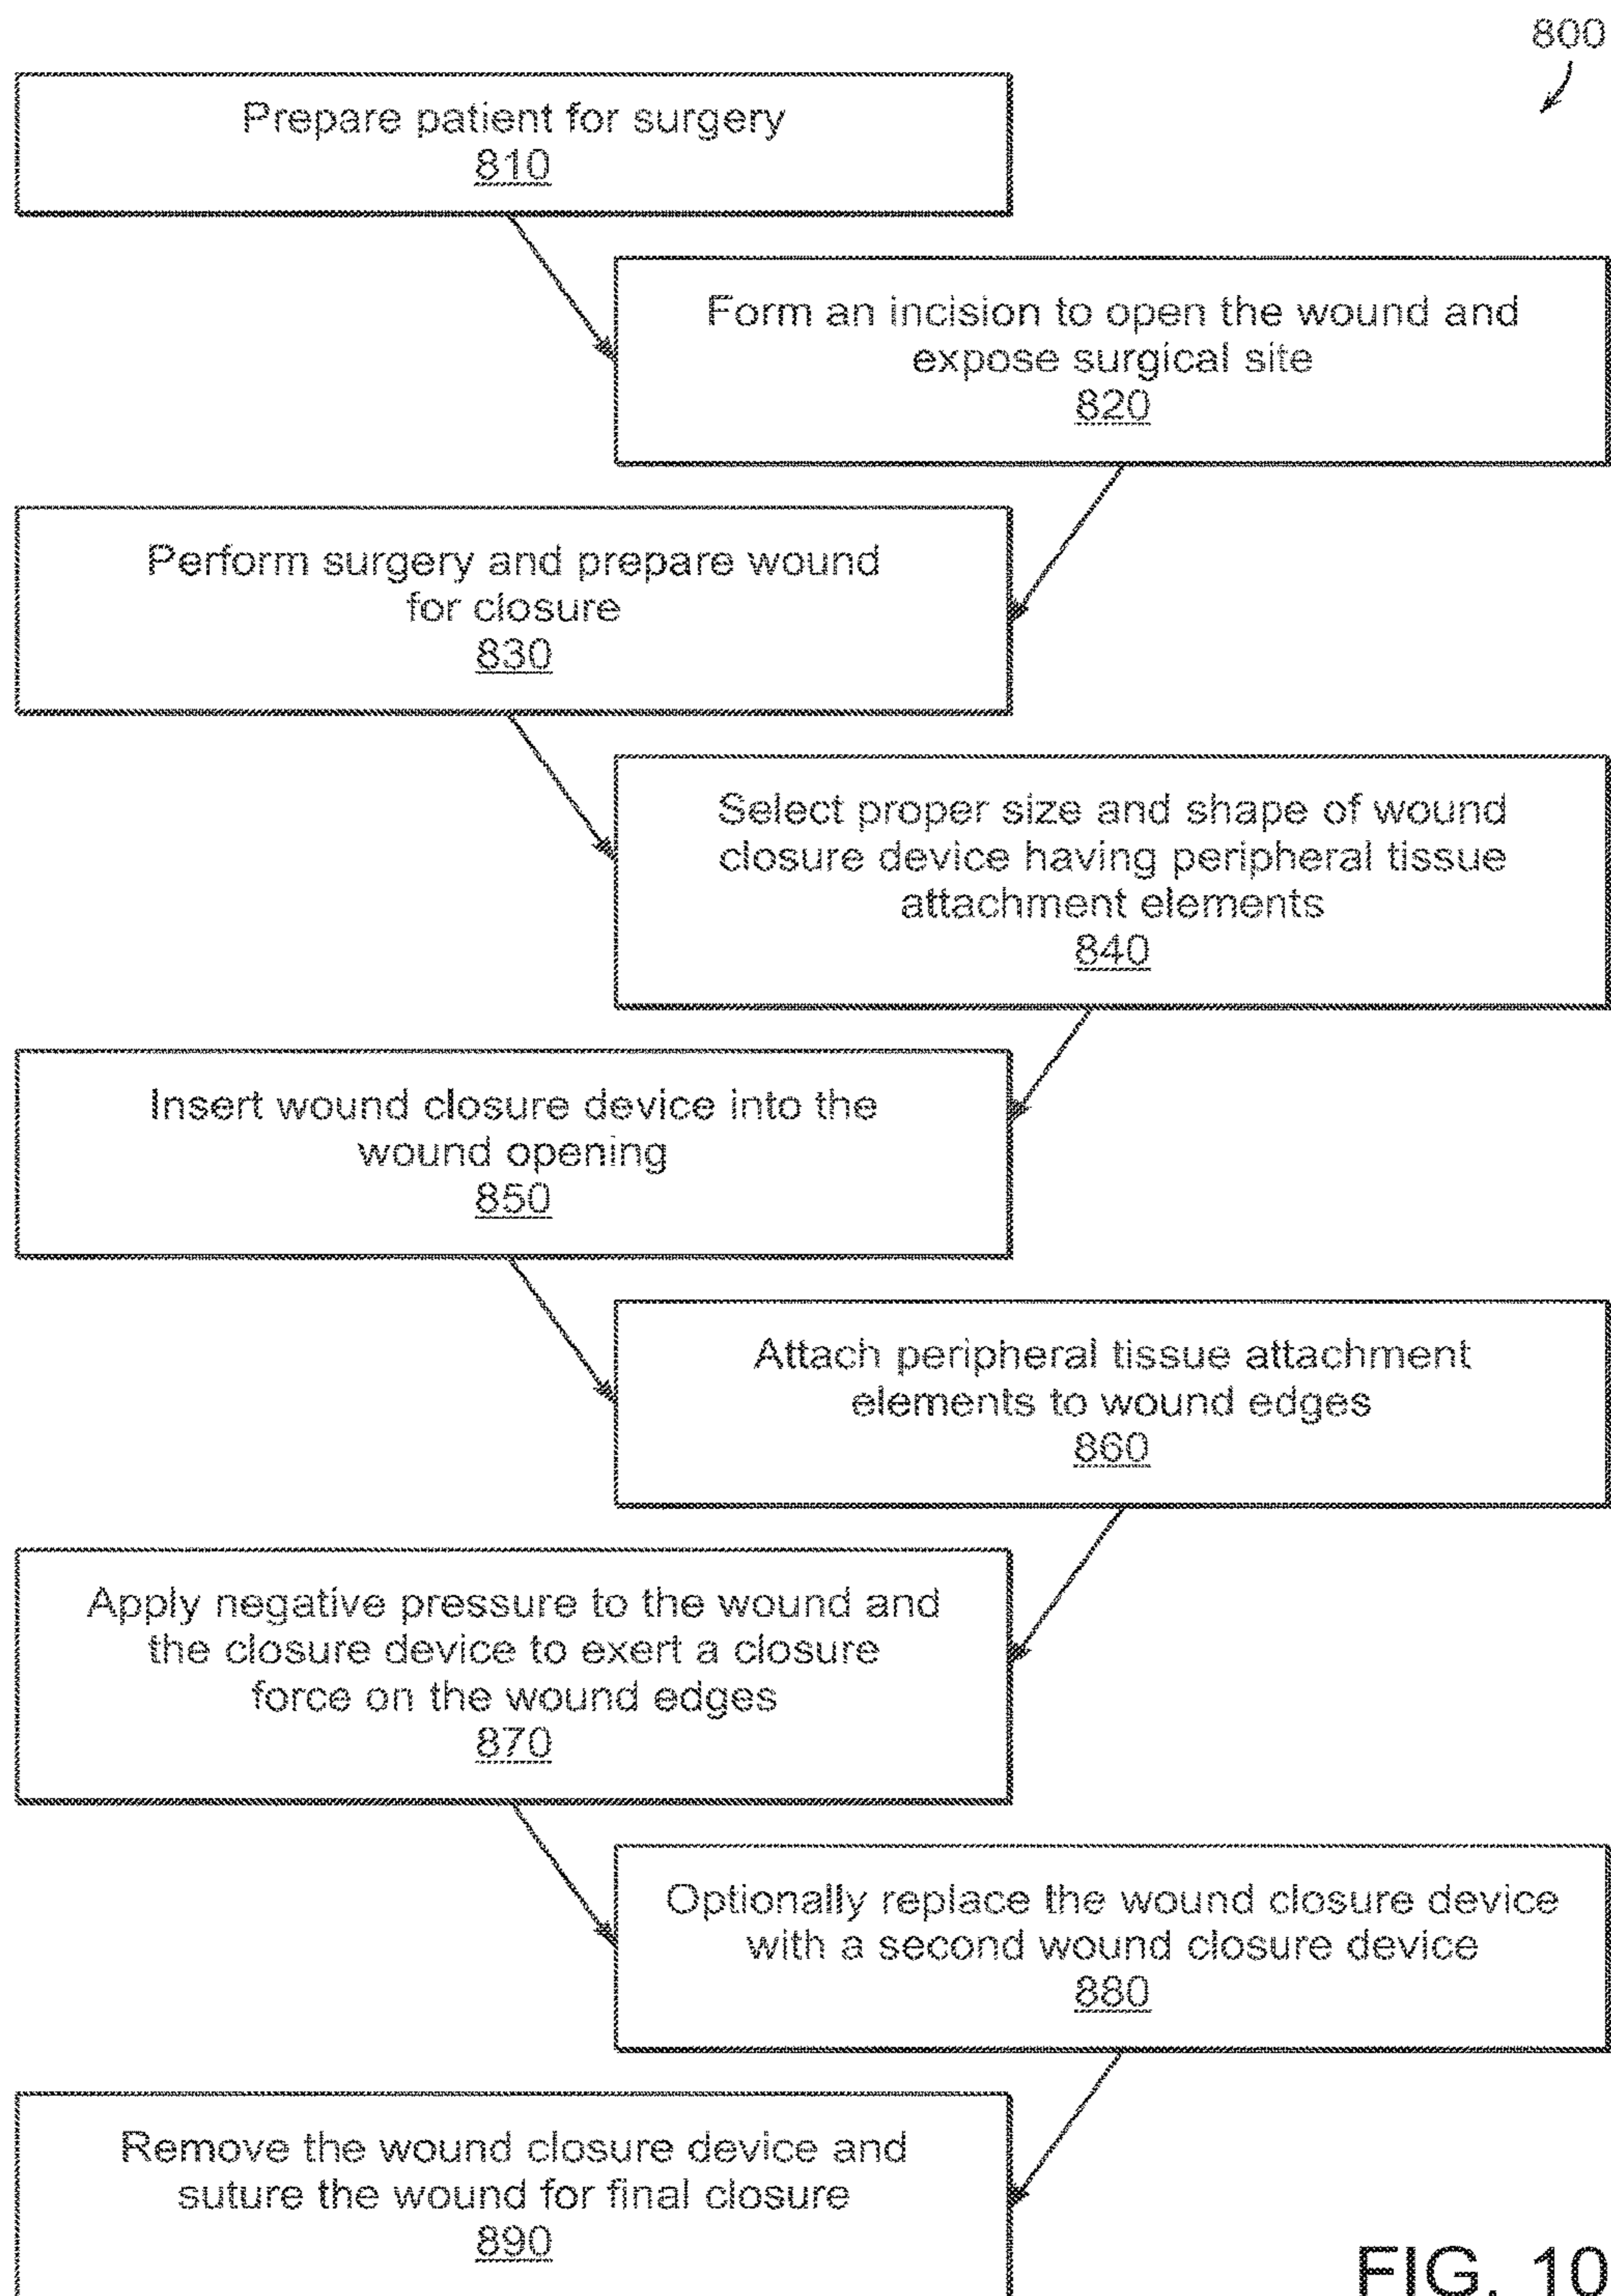 800
Prepare patient for surgery
810
Form an incision to open the wound and
expose surgical site
820
Perform surgery and prepare wound
for closure
830
Select proper size and shape of wound
closure device having peripheral tissue
attachment elements
840
Insert wound closure device into the
wound opening
850
Attach peripheral tissue attachment
elements to wound edges
860
Apply negative pressure to the wound and
the closure device to exert a closure
force on the wound edges
870
Optionally replace the wound closure device
with a second wound closure device
880
Remove the wound closure device and
suture the wound for final closure
890
FIG. 10